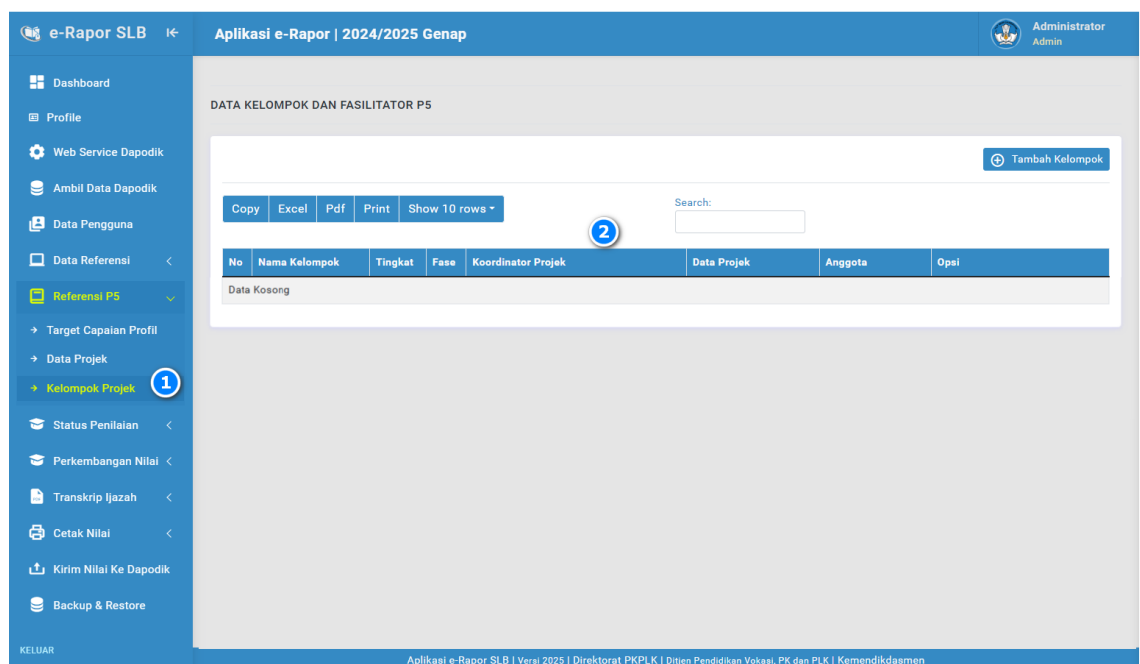 e-Rapor SLB
Aplikasi e-Rapor | 2024/2025 Genap
Administrator
Admin
Dashboard
Profile
Web Service Dapodik
Ambil Data Dapodik
Data Pengguna
Data Referensi
Referensi P5
Target Capaian Profil
Data Projek
Kelompok Projek
1
Status Penilaian
Perkembangan Nilai
Transkrip Ijazah
Cetak Nilai
Kirim Nilai Ke Dapodik
Backup & Restore
KELUAR
DATA KELOMPOK DAN FASILITATOR P5
Tambah Kelompok
Copy Excel Pdf Print Show 10 rows
Search:
2
No Nama Kelompok Tingkat Fase Koordinator Projek Data Projek Anggota Opsi
Data Kosong
Aplikasi e-Rapor SLB | Versi 2025 | Direktorat PKPLK | Ditjen Pendidikan Vokasi, PK dan PLK | Kemendikdasmen